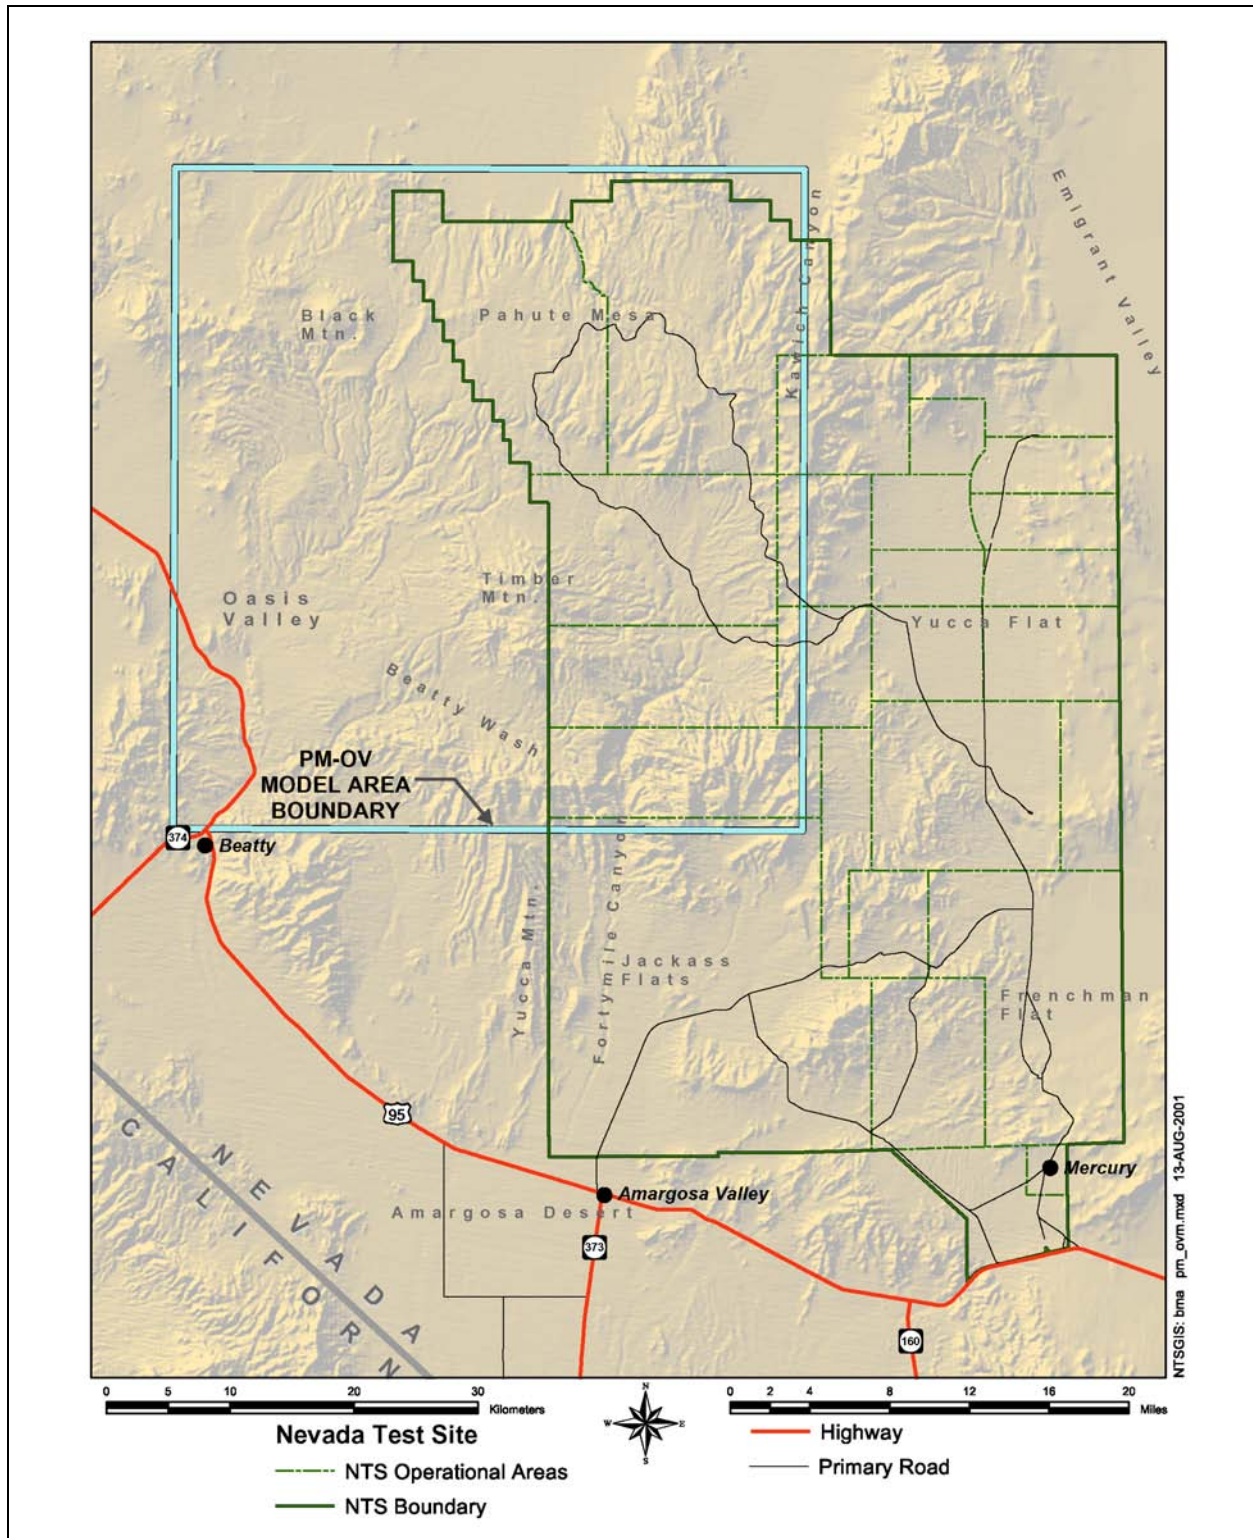 Emigrant Valley
Kawich Canyon
Black
Mtn.
Pahute Mesa
Timber
Mtn.
Oasis
Valley
Yucca Flat
Beatty Wash
PM-OV
MODEL AREA
BOUNDARY
374
Beatty
Yucca Mtn.
Fortymile Canyon
Jackass
Flats
Frenchman
Flat
95
NEVADA
CALIFORN
Mercury
Amargosa Valley
Amargosa Desert
373
160
NTSGIS: bma pm_ovm.mxd 13-AUG-2001
0 5 10 20 30
Kilometers
N
W E
S
0 2 4 8 12 16 20
Miles
Nevada Test Site
NTS Operational Areas
NTS Boundary
Highway
Primary Road